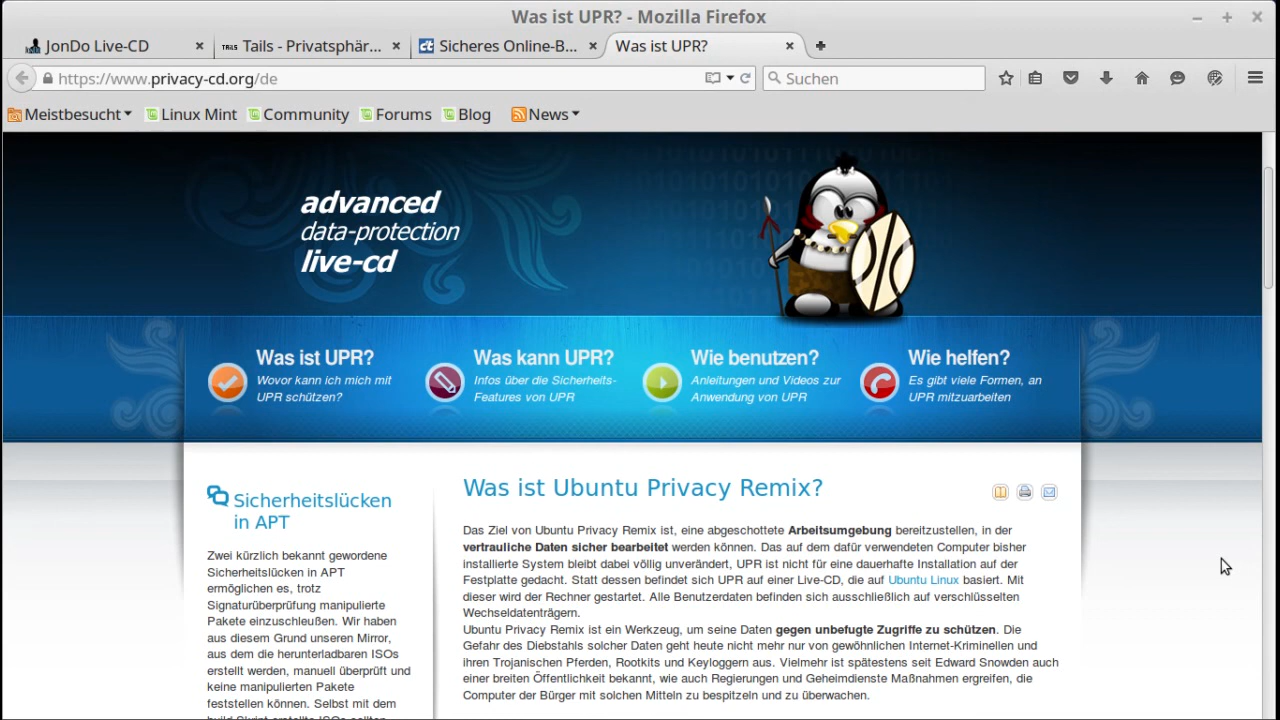 Was ist UPR? - Mozilla Firefox
JonDo Live-CD
Tails - Privatsphär...
Sicheres Online-B...
Was ist UPR?
https://www.privacy-cd.org/de
Suchen
Meistbesucht
Linux Mint
Community
Forums
Blog
News
advanced
data-protection
live-cd
Was ist UPR?
Wovor kann ich mich mit
UPR schützen?
Was kann UPR?
Infos über die Sicherheits-
Features von UPR
Wie benutzen?
Anleitungen und Videos zur
Anwendung von UPR
Wie helfen?
Es gibt viele Formen, an
UPR mitzuarbeiten
Sicherheitslücken
in APT
Zwei kürzlich bekannt gewordene
Sicherheitslücken in APT
ermöglichen es, trotz
Signaturüberprüfung manipulierte
Pakete einzuschleußen. Wir haben
aus diesem Grund unseren Mirror,
aus dem die herunterladbaren ISOs
erstellt werden, manuell überprüft und
keine manipulierten Pakete
feststellen können. Selbst mit dem
build-Skript erstellte ISOs sollten
Was ist Ubuntu Privacy Remix?
Das Ziel von Ubuntu Privacy Remix ist, eine abgeschottete Arbeitsumgebung bereitzustellen, in der
vertrauliche Daten sicher bearbeitet werden können. Das auf dem dafür verwendeten Computer bisher
installierte System bleibt dabei völlig unverändert, UPR ist nicht für eine dauerhafte Installation auf der
Festplatte gedacht. Statt dessen befindet sich UPR auf einer Live-CD, die auf Ubuntu Linux basiert. Mit
dieser wird der Rechner gestartet. Alle Benutzerdaten befinden sich ausschließlich auf verschlüsselten
Wechseldatenträgern.
Ubuntu Privacy Remix ist ein Werkzeug, um seine Daten gegen unbefugte Zugriffe zu schützen. Die
Gefahr des Diebstahls solcher Daten geht heute nicht mehr nur von gewöhnlichen Internet-Kriminellen und
ihren Trojanischen Pferden, Rootkits und Keyloggern aus. Vielmehr ist spätestens seit Edward Snowden auch
einer breiten Öffentlichkeit bekannt, wie auch Regierungen und Geheimdienste Maßnahmen ergreifen, die
Computer der Bürger mit solchen Mitteln zu bespitzeln und zu überwachen.